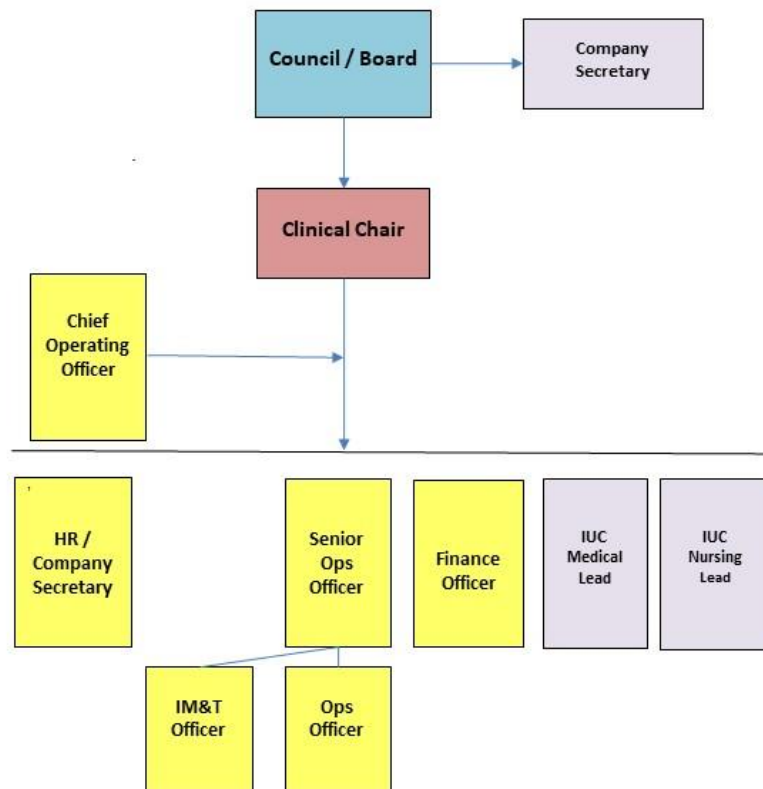 Council / Board
Company
Secretary
Clinical Chair
Chief
Operating
Officer
HR /
Company
Secretary
Senior
Ops
Officer
Finance
Officer
IUC
Medical
Lead
IUC
Nursing
Lead
IM&T
Officer
Ops
Officer